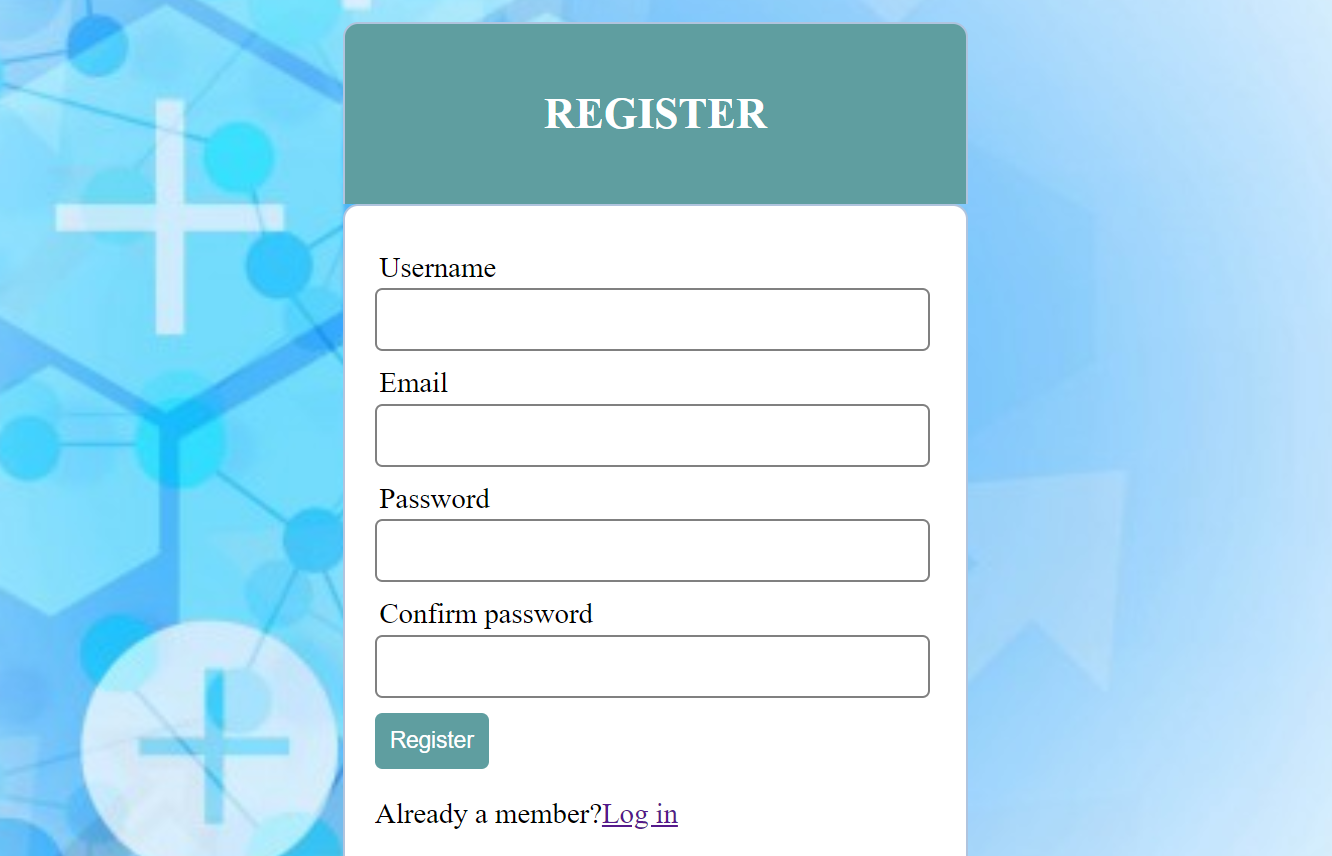 REGISTER
Username
Email
Password
Confirm password
Register
Already a member?Log in